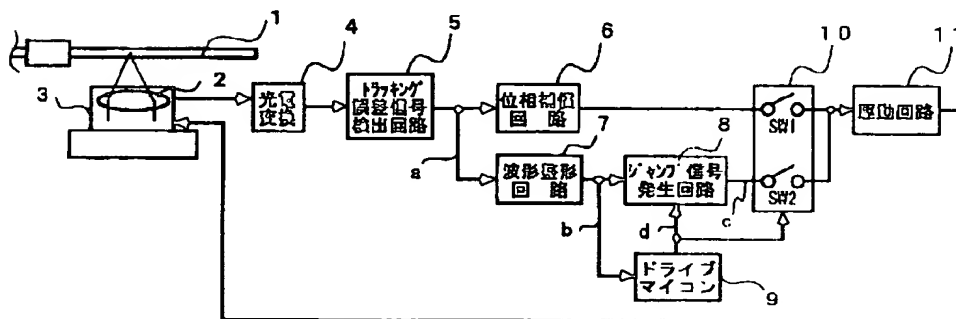 1
2
3
4
光電
変換
5
トラッキング
誤差信号
検出回路
a
6
位相補償
回路
7
波形整形
回路
b
8
ジャンプ信号
発生回路
c
d
ドライブ
マイコン
9
10
SW1
SW2
11
駆動回路